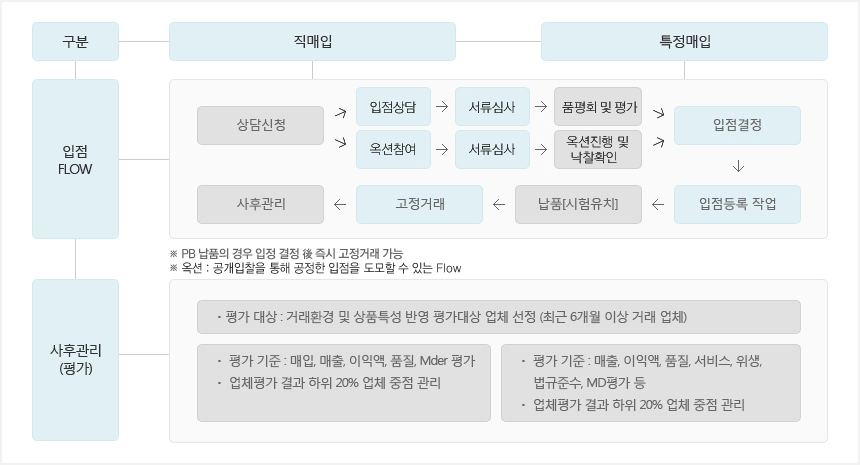 구분
직매입
특정매입
입점
FLOW
상담신청
입점상담
서류심사
품평회 및 평가
옥션참여
서류심사
옥션진행 및
낙찰확인
입점결정
사후관리
고정거래
납품[시험유치]
입점등록 작업
※ PB 납품의 경우 입정 결정 後 즉시 고정거래 가능
※ 옥션 : 공개입찰을 통해 공정한 입점을 도모할 수 있는 Flow
사후관리
(평가)
· 평가 대상 : 거래환경 및 상품특성 반영 평가대상 업체 선정 (최근 6개월 이상 거래 업체)
· 평가 기준 : 매입, 매출, 이익액, 품질, Mder 평가
· 업체평가 결과 하위 20% 업체 중점 관리
· 평가 기준 : 매출, 이익액, 품질, 서비스, 위생,
법규준수, MD평가 등
· 업체평가 결과 하위 20% 업체 중점 관리